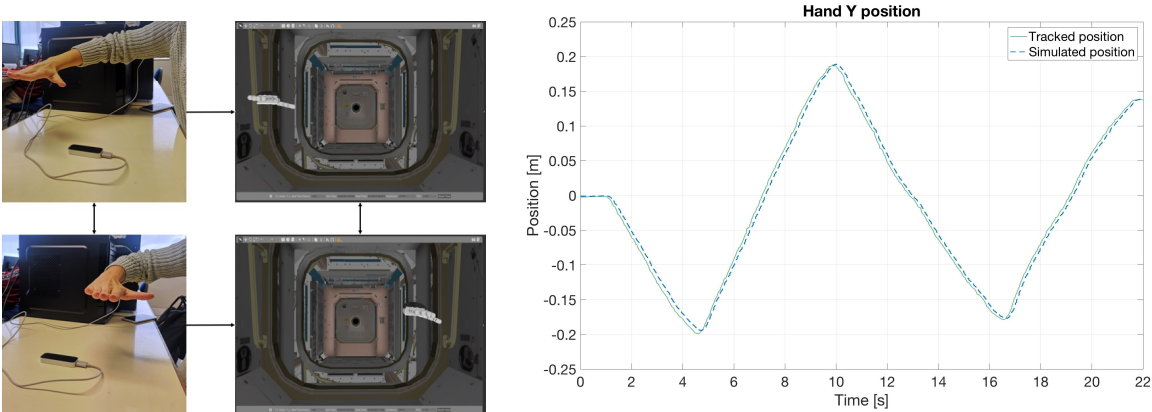 Hand Y position
Tracked position
Simulated position
Position [m]
0.25
0.2
0.15
0.1
0.05
0
-0.05
-0.1
-0.15
-0.2
-0.25
0 2 4 6 8 10 12 14 16 18 20 22
Time [s]